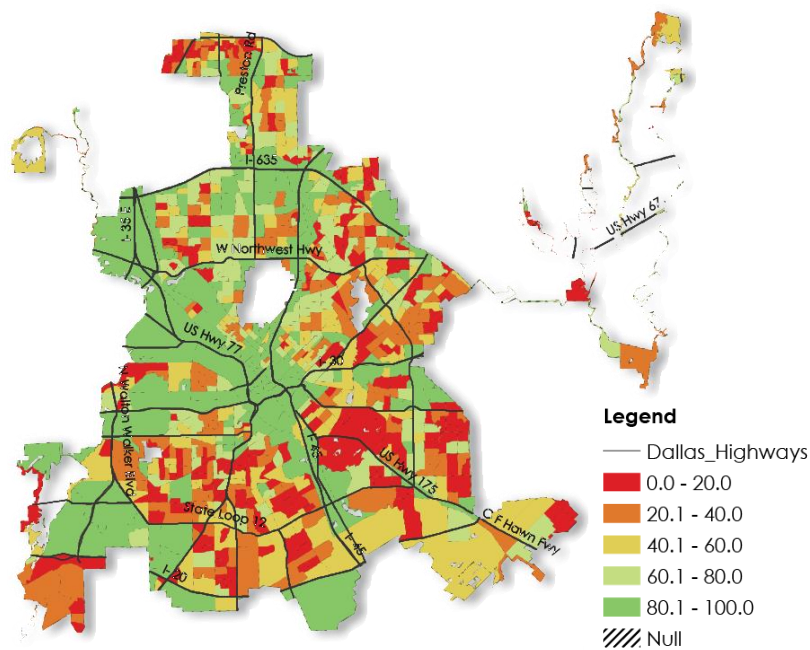 Preston Rd
I- 635
I-35 E
W Northwest Hwy
US Hwy 67
US Hwy 77
I- 30
N Walton Walker Blvd
I-45
US Hwy 175
State Loop 12
C F Hawn Fwy
I-45
I-20
Legend
Dallas_Highways
0.0 - 20.0
20.1 - 40.0
40.1 - 60.0
60.1 - 80.0
80.1 - 100.0
Null